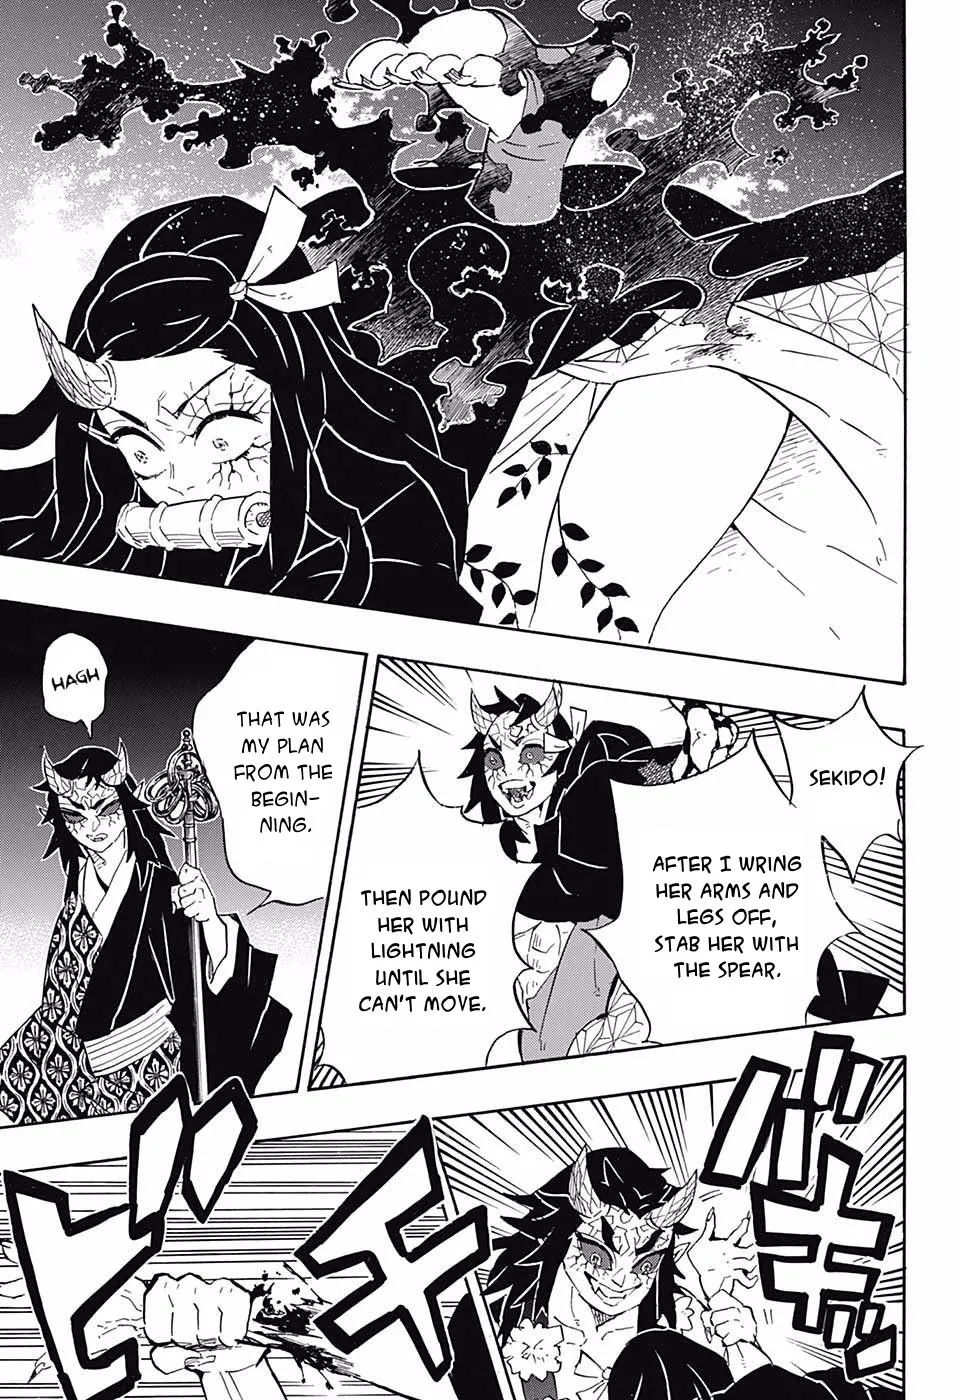 SEKIDO!
AFTER I WRING
HER ARMS AND
LEGS OFF,
STAB HER WITH
THE SPEAR.
THEN POUND
HER WITH
LIGHTNING
UNTIL SHE
CAN'T MOVE.
THAT WAS
MY PLAN
FROM THE
BEGIN-
NING.
HAGH